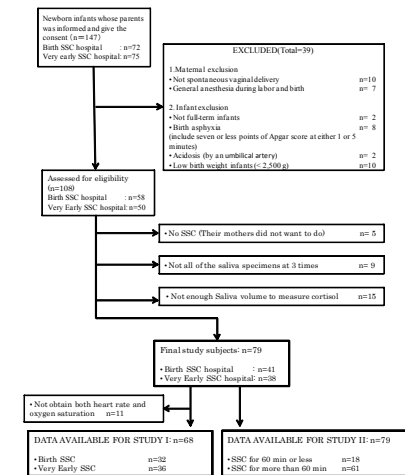 Newborn infants whose parents
was informed and give the
consent (n=147)
Birth SSC hospital : n=72
Very early SSC hospital: n=75
EXCLUDED(Total=39)
1.Maternal exclusion
•Not spontaneous vaginal delivery n=10
•General anesthesia during labor and birth n= 7
2.Infant exclusion
•Not full-term infants n= 2
•Birth asphyxia n= 8
(include seven or less points of Apgar score at either 1 or 5
minutes)
•Acidosis (by an umbilical artery) n= 2
•Low birth weight infants (< 2,500 g) n=10
Assessed for eligibility
(n=108)
Birth SSC hospital : n=58
Very Early SSC hospital: n=50
•No SSC (Their mothers did not want to do) n= 5
•Not all of the saliva specimens at 3 times n= 9
•Not enough Saliva volume to measure cortisol n=15
Final study subjects: n=79
•Birth SSC hospital : n=41
•Very Early SSC hospital: n=38
•Not obtain both heart rate and
oxygen saturation n=11
DATA AVAILABLE FOR STUDY I: n=68
•Birth SSC n=32
•Very Early SSC n=36
DATA AVAILABLE FOR STUDY II: n=79
•SSC for 60 min or less n=18
•SSC for more than 60 min n=61